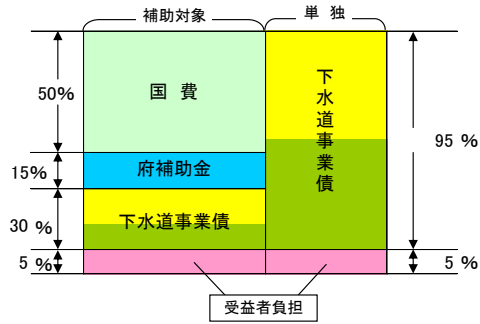 補助対象
単 独
国 費
50%
下水道事業債
95 %
府補助金
15%
下水道事業債
30 %
5 %
5 %
受益者負担